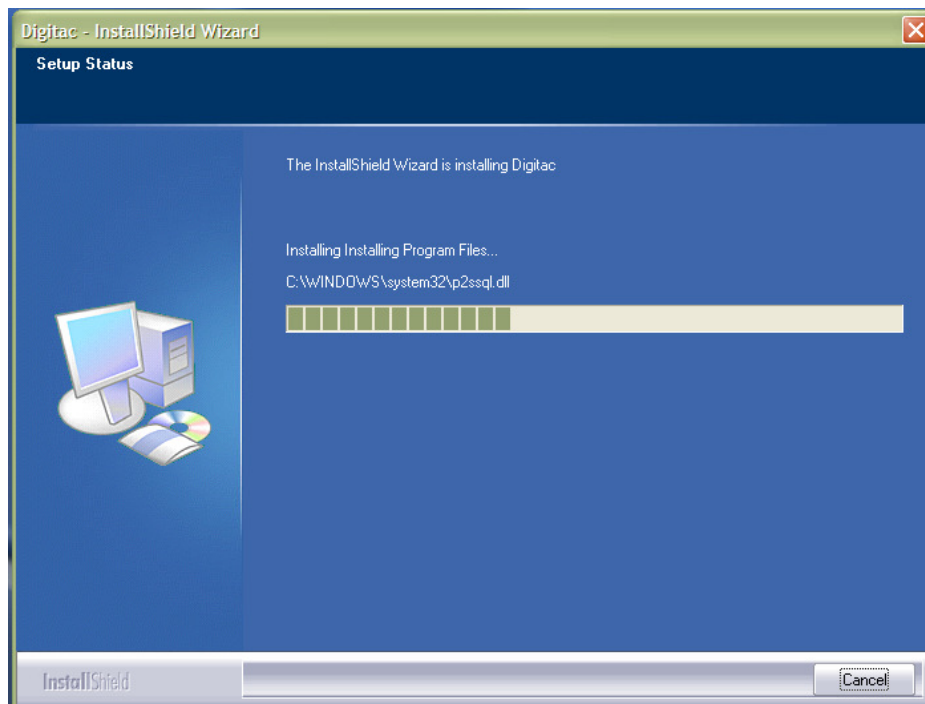 Digitac - InstallShield Wizard
Setup Status
The InstallShield Wizard is installing Digitac
Installing Installing Program Files...
C:\WINDOWS\system32\p2ssql.dll
InstallShield
Cancel